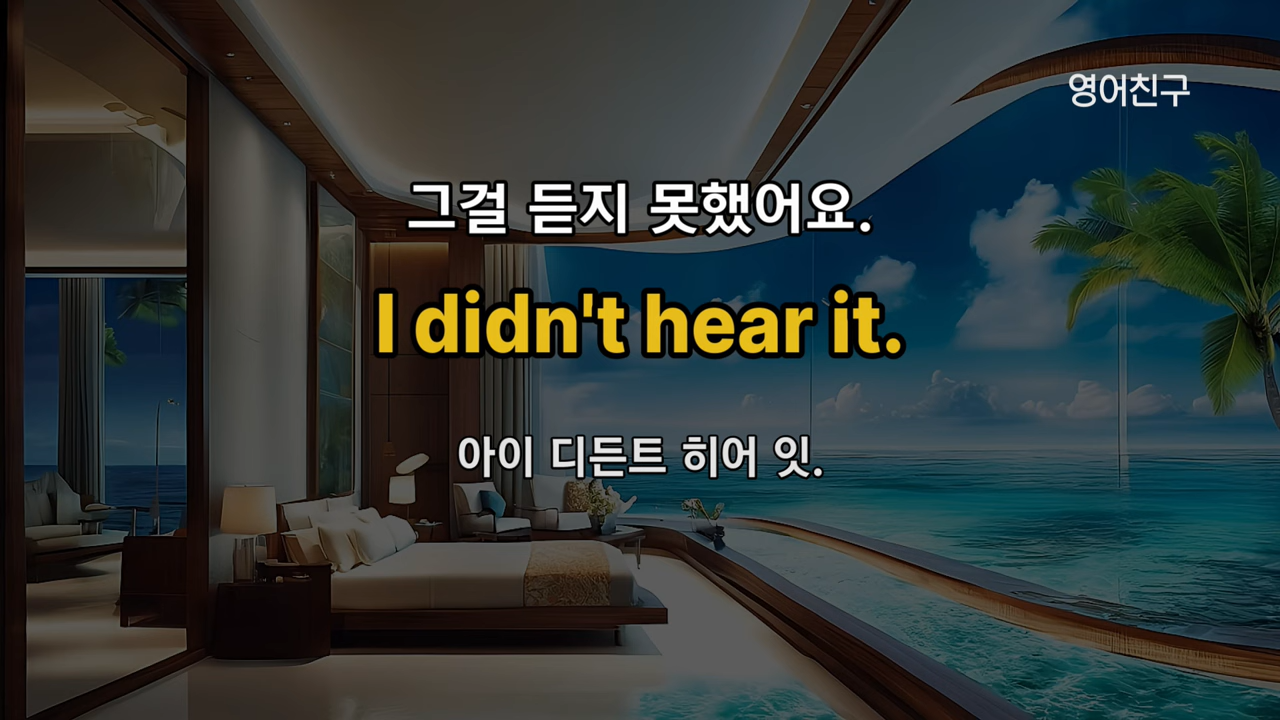 영어친구
그걸 듣지 못했어요.
I didn't hear it.
아이 디든트 히어 잇.